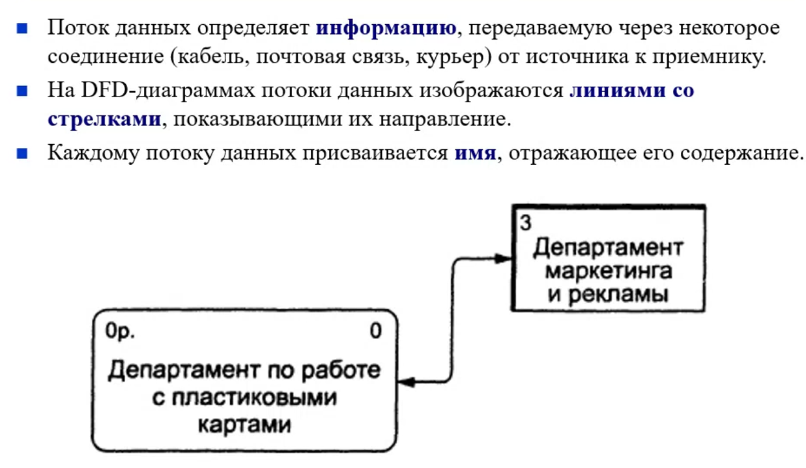 Поток данных определяет информацию, передаваемую через некоторое
соединение (кабель, почтовая связь, курьер) от источника к приемнику.
На DFD-диаграммах потоки данных изображаются линиями со
стрелками, показывающими их направление.
Каждому потоку данных присваивается имя, отражающее его содержание.
3
Департамент
маркетинга
и рекламы
0р. 0
Департамент по работе
с пластиковыми
картами